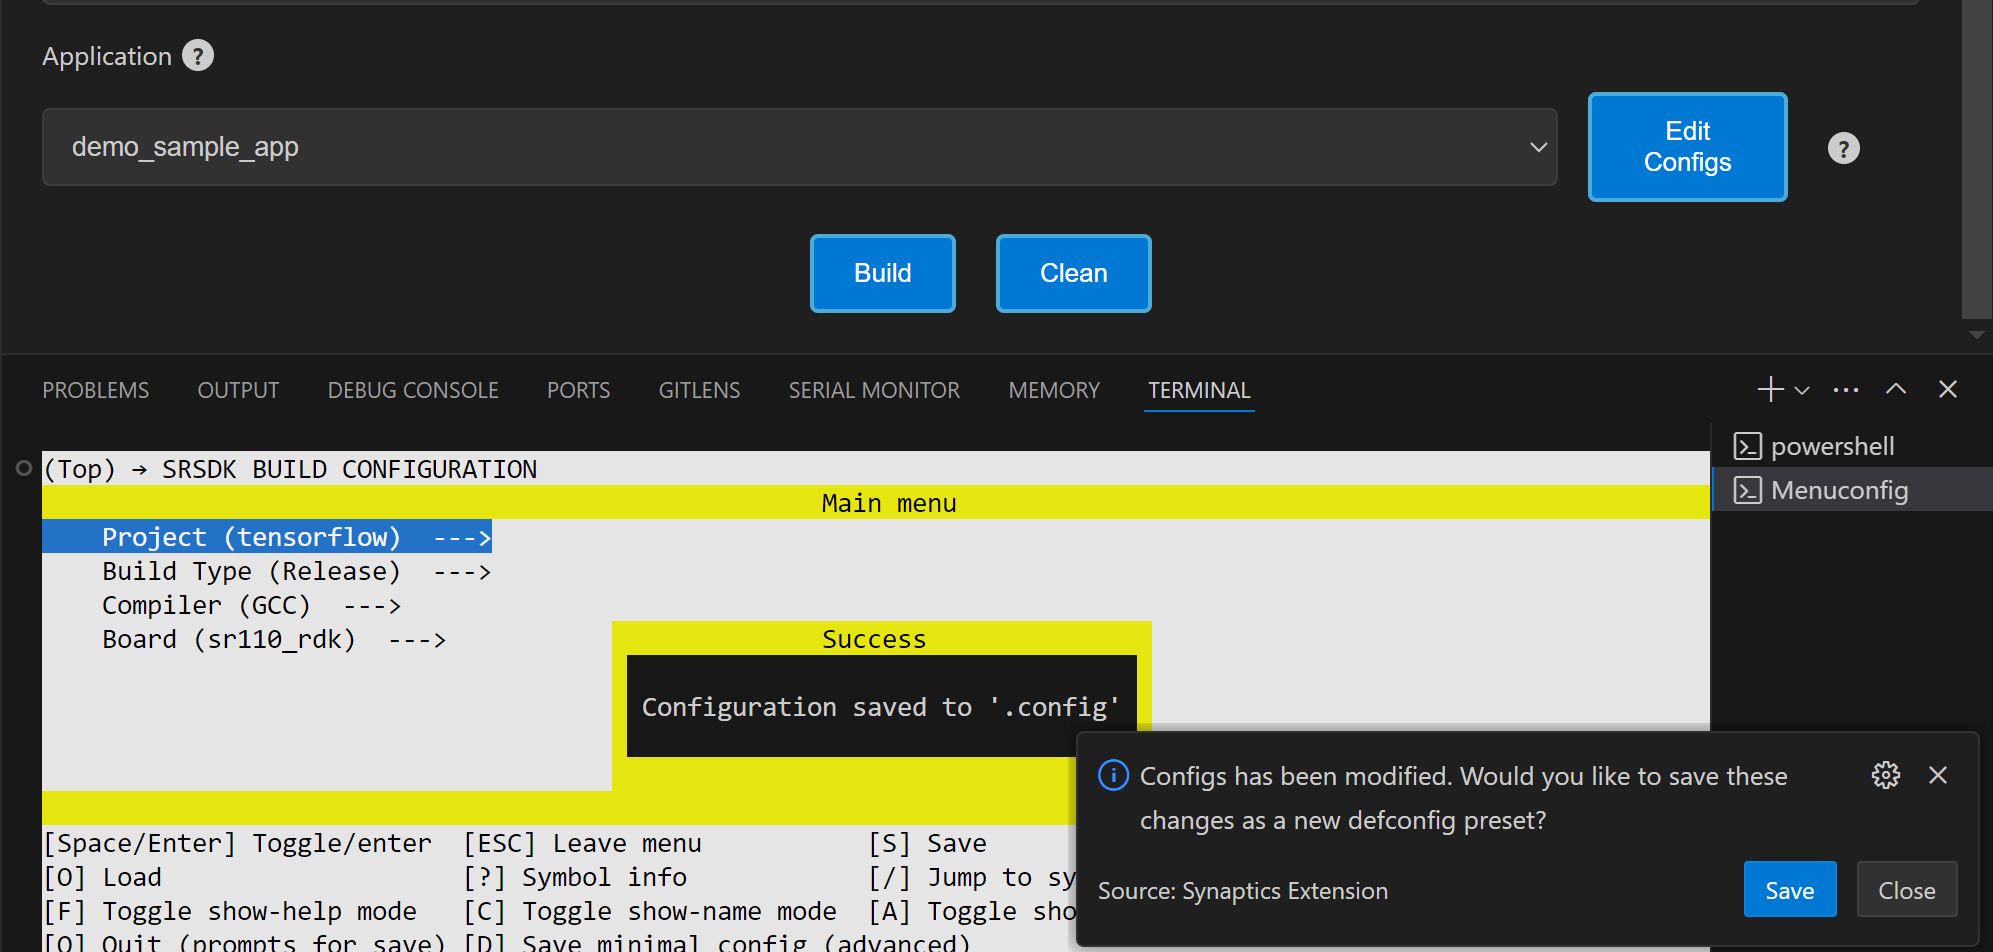 Application ?
demo_sample_app
Edit
Configs
?
Build
Clean
PROBLEMS OUTPUT DEBUG CONSOLE PORTS GITLENS SERIAL MONITOR MEMORY TERMINAL
(Top) → SRSDK BUILD CONFIGURATION
Main menu
Project (tensorflow) --->
Build Type (Release) --->
Compiler (GCC) --->
Board (sr110_rdk) --->
Success
Configuration saved to '.config'
[Space/Enter] Toggle/enter [ESC] Leave menu [S] Save
[O] Load [?] Symbol info [/] Jump to sy
[F] Toggle show-help mode [C] Toggle show-name mode [A] Toggle sho
[Q] Quit (prompts for save) [D] Save minimal config (advanced)
powershell
Menuconfig
Configs has been modified. Would you like to save these
changes as a new defconfig preset?
Source: Synaptics Extension
Save
Close